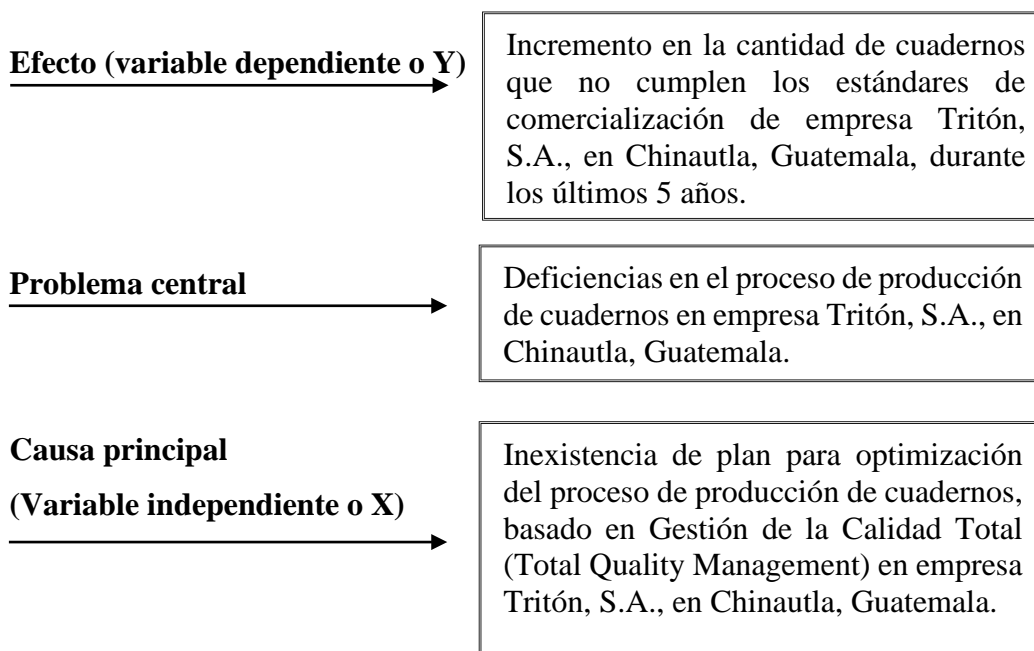 Efecto (variable dependiente o Y)
Incremento en la cantidad de cuadernos
que no cumplen los estándares de
comercialización de empresa Tritón,
S.A., en Chinautla, Guatemala, durante
los últimos 5 años.
Problema central
Deficiencias en el proceso de producción
de cuadernos en empresa Tritón, S.A., en
Chinautla, Guatemala.
Causa principal
(Variable independiente o X)
Inexistencia de plan para optimización
del proceso de producción de cuadernos,
basado en Gestión de la Calidad Total
(Total Quality Management) en empresa
Tritón, S.A., en Chinautla, Guatemala.